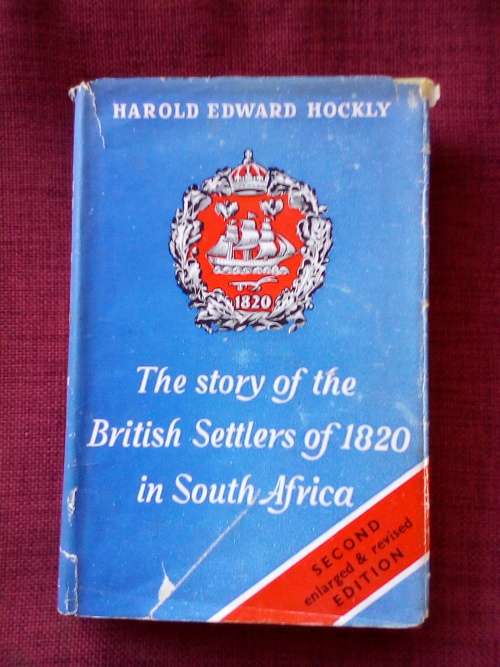 HAROLD EDWARD HOCKLY
1820
The story of the
British Settlers of 1820
in South Africa
SECOND
enlarged & revised
EDITION